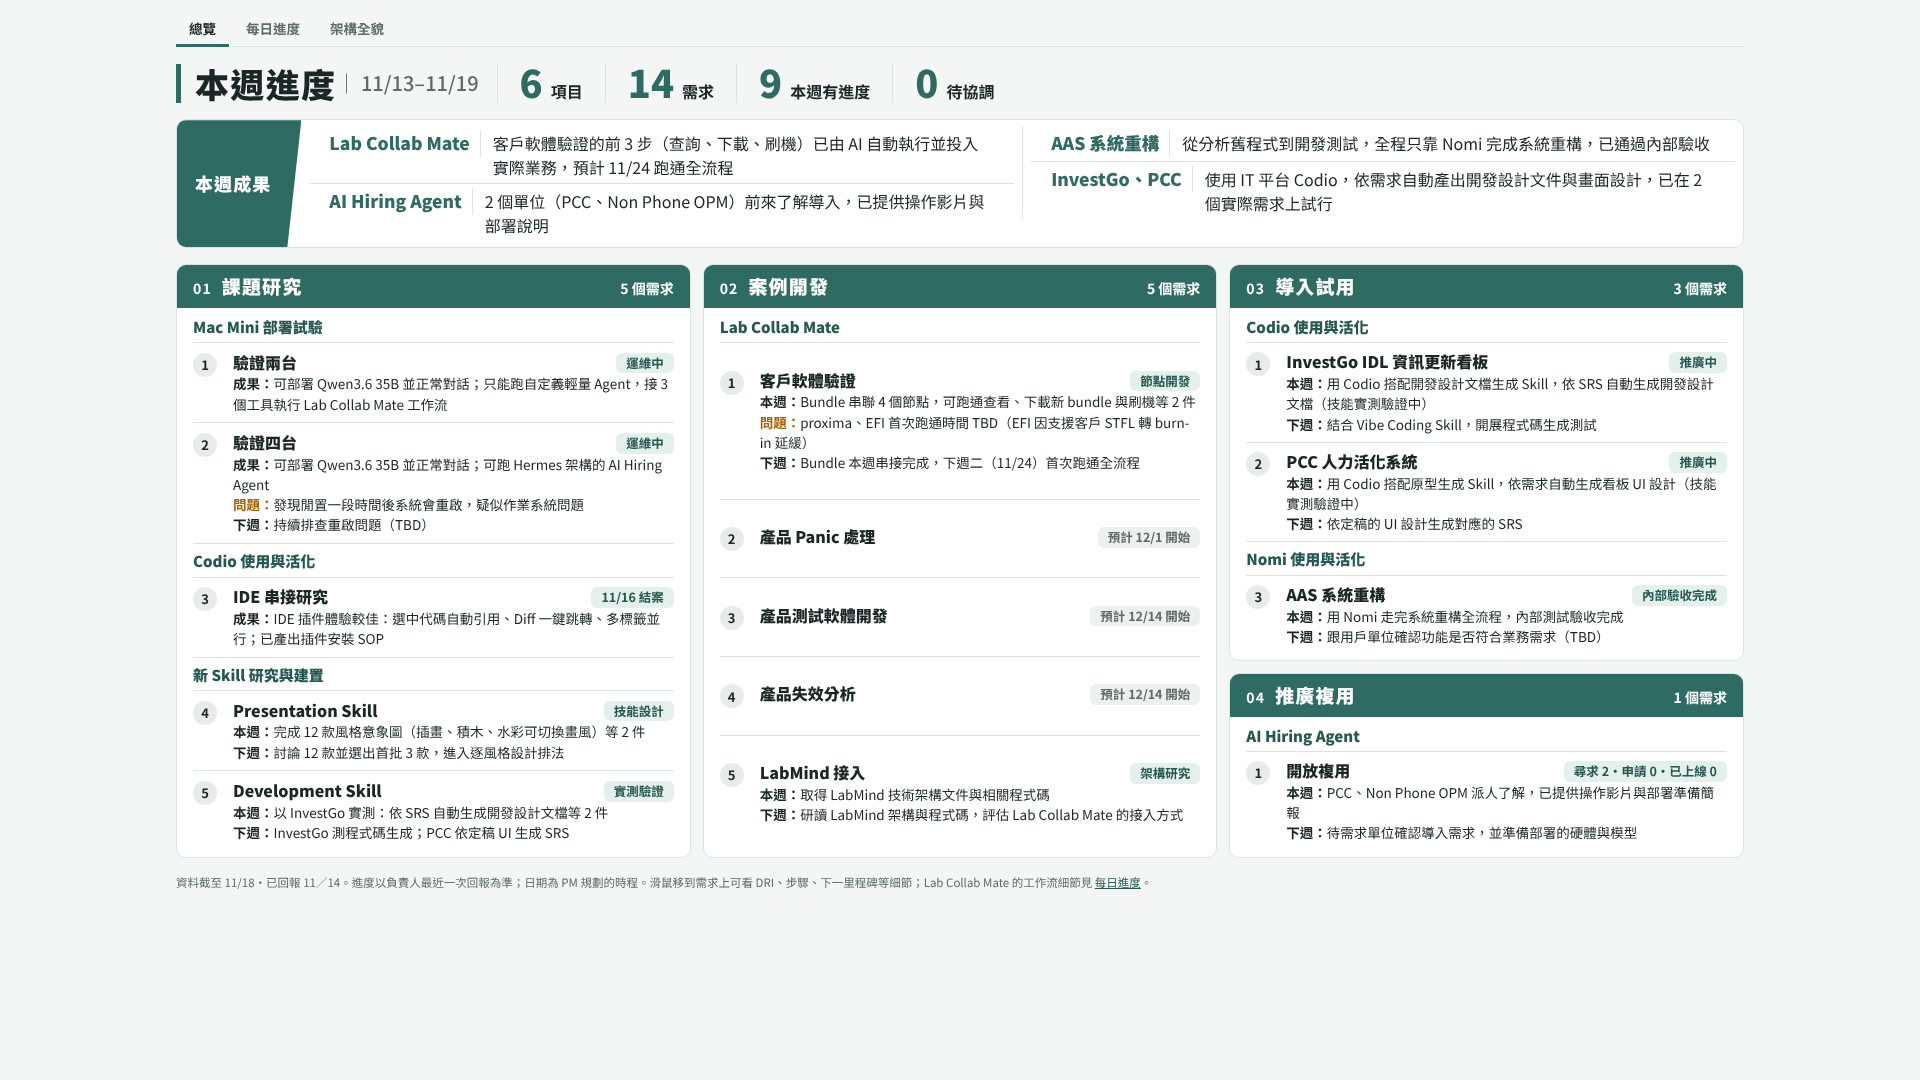 總覽 每日進度 架構全貌
本週進度 11/13–11/19 6 項目 14 需求 9 本週有進度 0 待協調
本週成果
Lab Collab Mate 客戶軟體驗證的前 3 步（查詢、下載、刷機）已由 AI 自動執行並投入
實際業務，預計 11/24 跑通全流程
AI Hiring Agent 2 個單位（PCC、Non Phone OPM）前來了解導入，已提供操作影片與
部署說明
AAS 系統重構 從分析舊程式到開發測試，全程只靠 Nomi 完成系統重構，已通過內部驗收
InvestGo、PCC 使用 IT 平台 Codio，依需求自動產出開發設計文件與畫面設計，已在 2
個實際需求上試行
01 課題研究 5 個需求
Mac Mini 部署試驗
1 驗證兩台 運維中
成果：可部署 Qwen3.6 35B 並正常對話；只能跑自定義輕量 Agent，接 3
個工具執行 Lab Collab Mate 工作流
2 驗證四台 運維中
成果：可部署 Qwen3.6 35B 並正常對話；可跑 Hermes 架構的 AI Hiring
Agent
問題：發現閒置一段時間後系統會重啟，疑似作業系統問題
下週：持續排查重啟問題（TBD）
Codio 使用與活化
3 IDE 串接研究 11/16 結案
成果：IDE 插件體驗較佳：選中代碼自動引用、Diff 一鍵跳轉、多標籤並
行；已產出插件安裝 SOP
新 Skill 研究與建置
4 Presentation Skill 技能設計
本週：完成 12 款風格意象圖（插畫、積木、水彩可切換畫風）等 2 件
下週：討論 12 款並選出首批 3 款，進入逐風格設計排法
5 Development Skill 實測驗證
本週：以 InvestGo 實測：依 SRS 自動生成開發設計文檔等 2 件
下週：InvestGo 測程式碼生成；PCC 依定稿 UI 生成 SRS
02 案例開發 5 個需求
Lab Collab Mate
1 客戶軟體驗證 節點開發
本週：Bundle 串聯 4 個節點，可跑通查看、下載新 bundle 與刷機等 2 件
問題：proxima、EFI 首次跑通時間 TBD（EFI 因支援客戶 STFL 轉 burn-
in 延緩）
下週：Bundle 本週串接完成，下週二（11/24）首次跑通全流程
2 產品 Panic 處理 預計 12/1 開始
3 產品測試軟體開發 預計 12/14 開始
4 產品失效分析 預計 12/14 開始
5 LabMind 接入 架構研究
本週：取得 LabMind 技術架構文件與相關程式碼
下週：研讀 LabMind 架構與程式碼，評估 Lab Collab Mate 的接入方式
03 導入試用 3 個需求
Codio 使用與活化
1 InvestGo IDL 資訊更新看板 推廣中
本週：用 Codio 搭配開發設計文檔生成 Skill，依 SRS 自動生成開發設計
文檔（技能實測驗證中）
下週：結合 Vibe Coding Skill，開展程式碼生成測試
2 PCC 人力活化系統 推廣中
本週：用 Codio 搭配原型生成 Skill，依需求自動生成看板 UI 設計（技能
實測驗證中）
下週：依定稿的 UI 設計生成對應的 SRS
Nomi 使用與活化
3 AAS 系統重構 內部驗收完成
本週：用 Nomi 走完系統重構全流程，內部測試驗收完成
下週：跟用戶單位確認功能是否符合業務需求（TBD）
04 推廣複用 1 個需求
AI Hiring Agent
1 開放複用 尋求 2・申請 0・已上線 0
本週：PCC、Non Phone OPM 派人了解，已提供操作影片與部署準備簡
報
下週：待需求單位確認導入需求，並準備部署的硬體與模型
資料截至 11/18・已回報 11／14。進度以負責人最近一次回報為準；日期為 PM 規劃的時程。滑鼠移到需求上可看 DRI、步驟、下一里程碑等細節；Lab Collab Mate 的工作流細節見 每日進度。